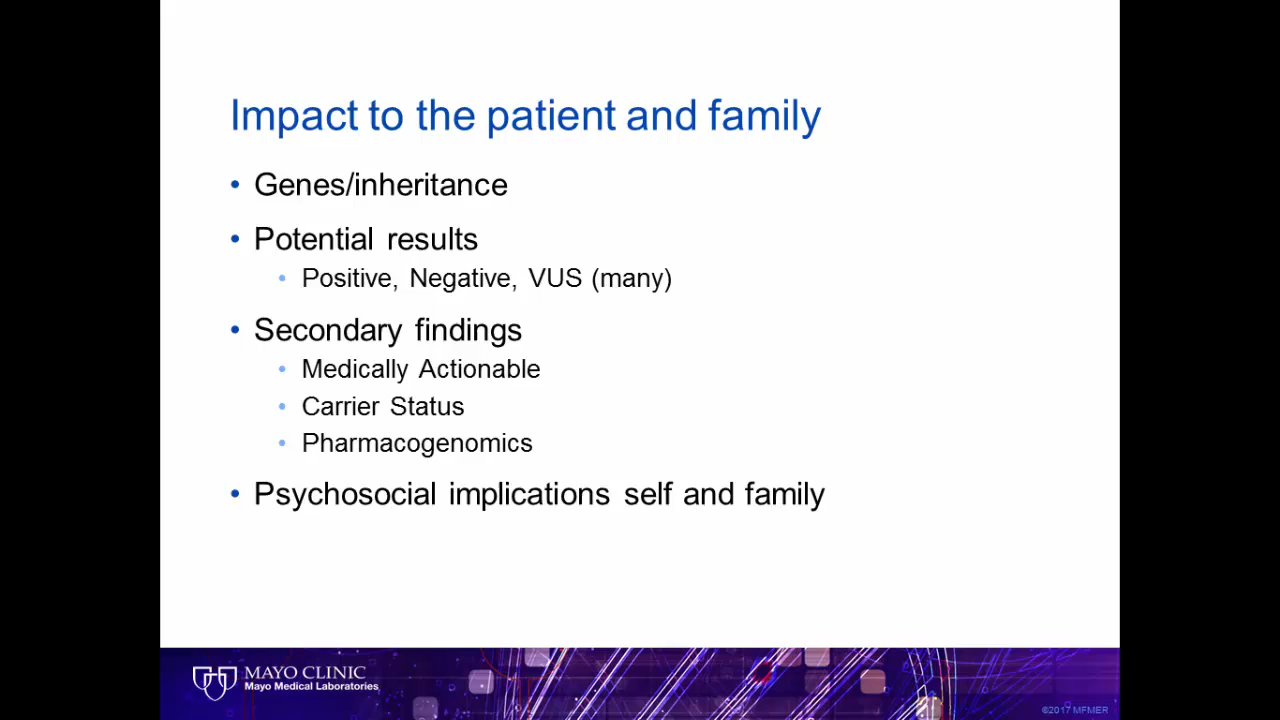 Impact to the patient and family
• Genes/inheritance
• Potential results
• Positive, Negative, VUS (many)
• Secondary findings
• Medically Actionable
• Carrier Status
• Pharmacogenomics
• Psychosocial implications self and family
MAYO CLINIC
Mayo Medical Laboratories
©2017 MFMER